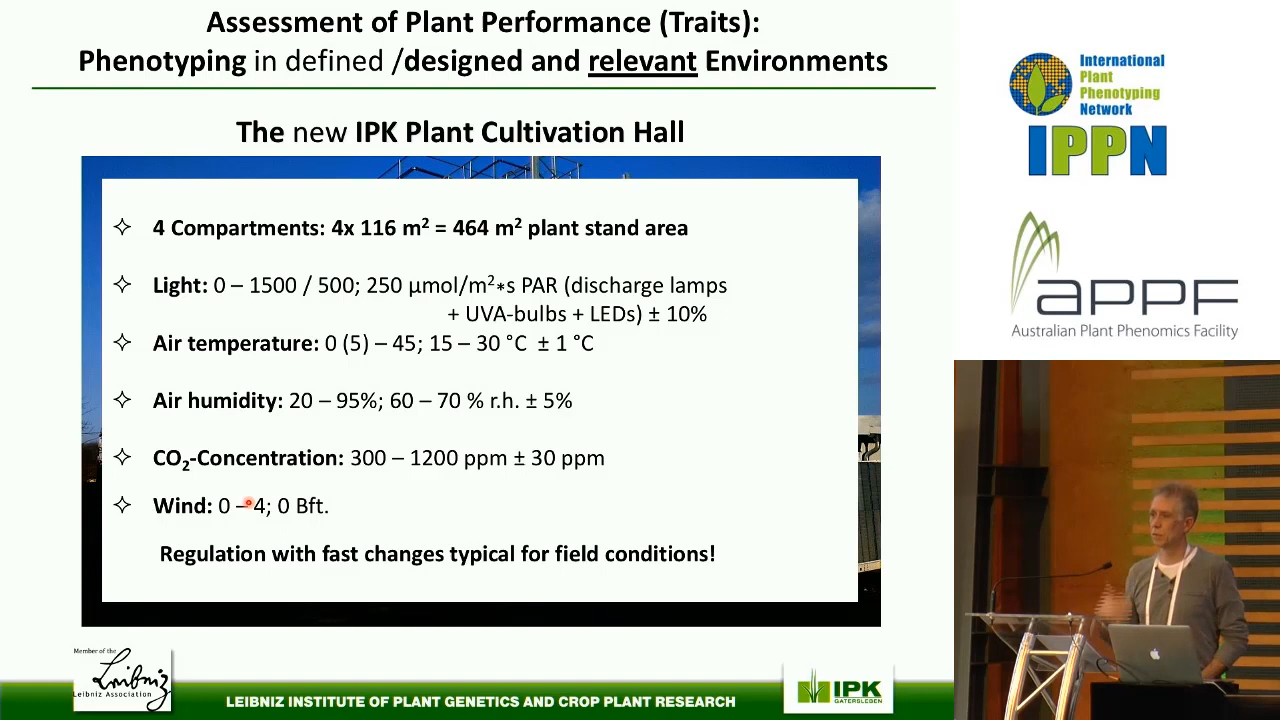 Assessment of Plant Performance (Traits):
Phenotyping in defined /designed and relevant Environments
The new IPK Plant Cultivation Hall
✧ 4 Compartments: 4x 116 m² = 464 m² plant stand area
✧ Light: 0 – 1500 / 500; 250 µmol/m²*s PAR (discharge lamps
+ UVA-bulbs + LEDs) ± 10%
✧ Air temperature: 0 (5) – 45; 15 – 30 °C ± 1 °C
✧ Air humidity: 20 – 95%; 60 – 70 % r.h. ± 5%
✧ CO₂-Concentration: 300 – 1200 ppm ± 30 ppm
✧ Wind: 0 – 4; 0 Bft.
Regulation with fast changes typical for field conditions!
Member of the
Leibniz
Leibniz Association
LEIBNIZ INSTITUTE OF PLANT GENETICS AND CROP PLANT RESEARCH
IPK
GATERSLEBEN
International
Plant
Phenotyping
Network
IPPN
APPF
Australian Plant Phenomics Facility